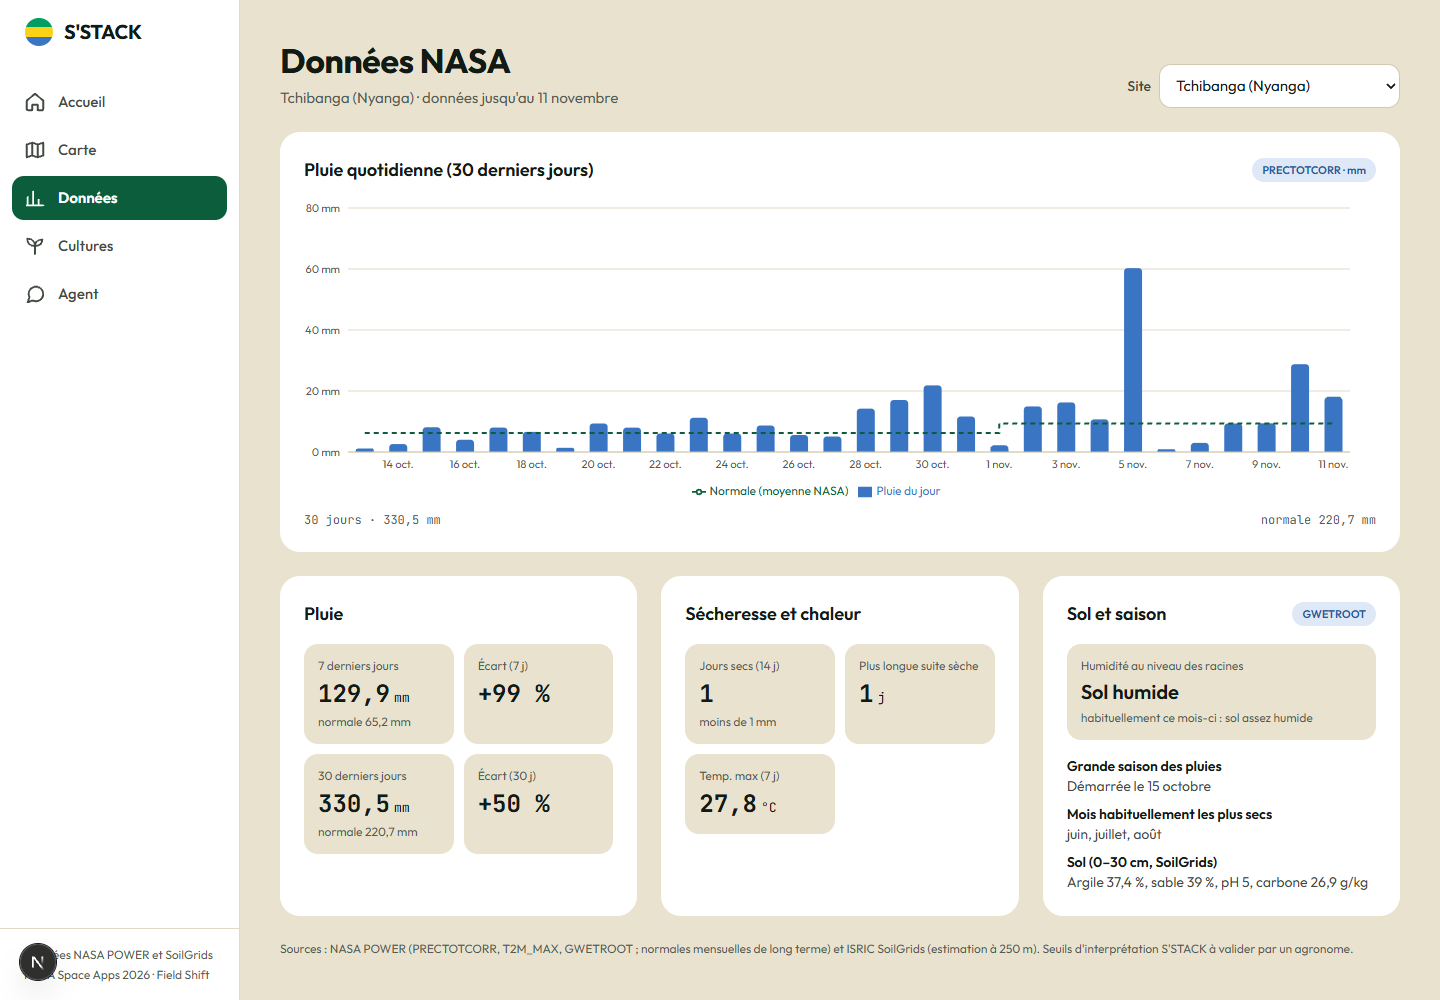 S'STACK
Accueil
Carte
Données
Cultures
Agent
Données NASA
Tchibanga (Nyanga) · données jusqu'au 11 novembre
Site
Tchibanga (Nyanga)
Pluie quotidienne (30 derniers jours)
PRECTOTCORR · mm
80 mm
60 mm
40 mm
20 mm
0 mm
14 oct. 16 oct. 18 oct. 20 oct. 22 oct. 24 oct. 26 oct. 28 oct. 30 oct. 1 nov. 3 nov. 5 nov. 7 nov. 9 nov. 11 nov.
Normale (moyenne NASA) Pluie du jour
30 jours · 330,5 mm
normale 220,7 mm
Pluie
7 derniers jours
129,9 mm
normale 65,2 mm
Écart (7 j)
+99 %
30 derniers jours
330,5 mm
normale 220,7 mm
Écart (30 j)
+50 %
Sécheresse et chaleur
Jours secs (14 j)
1
moins de 1 mm
Plus longue suite sèche
1 j
Temp. max (7 j)
27,8 °C
Sol et saison
GWETROOT
Humidité au niveau des racines
Sol humide
habituellement ce mois-ci : sol assez humide
Grande saison des pluies
Démarrée le 15 octobre
Mois habituellement les plus secs
juin, juillet, août
Sol (0–30 cm, SoilGrids)
Argile 37,4 %, sable 39 %, pH 5, carbone 26,9 g/kg
Sources : NASA POWER (PRECTOTCORR, T2M_MAX, GWETROOT ; normales mensuelles de long terme) et ISRIC SoilGrids (estimation à 250 m). Seuils d'interprétation S'STACK à valider par un agronome.
NASA POWER et SoilGrids
Space Apps 2026 · Field Shift
N